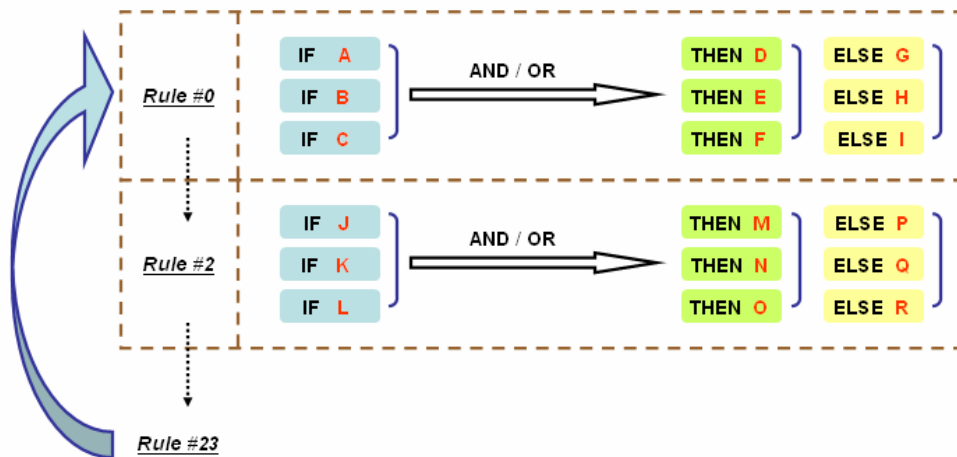 IF A
IF B
IF C
AND / OR
THEN D
THEN E
THEN F
ELSE G
ELSE H
ELSE I
Rule #0
IF J
IF K
IF L
AND / OR
THEN M
THEN N
THEN O
ELSE P
ELSE Q
ELSE R
Rule #2
Rule #23